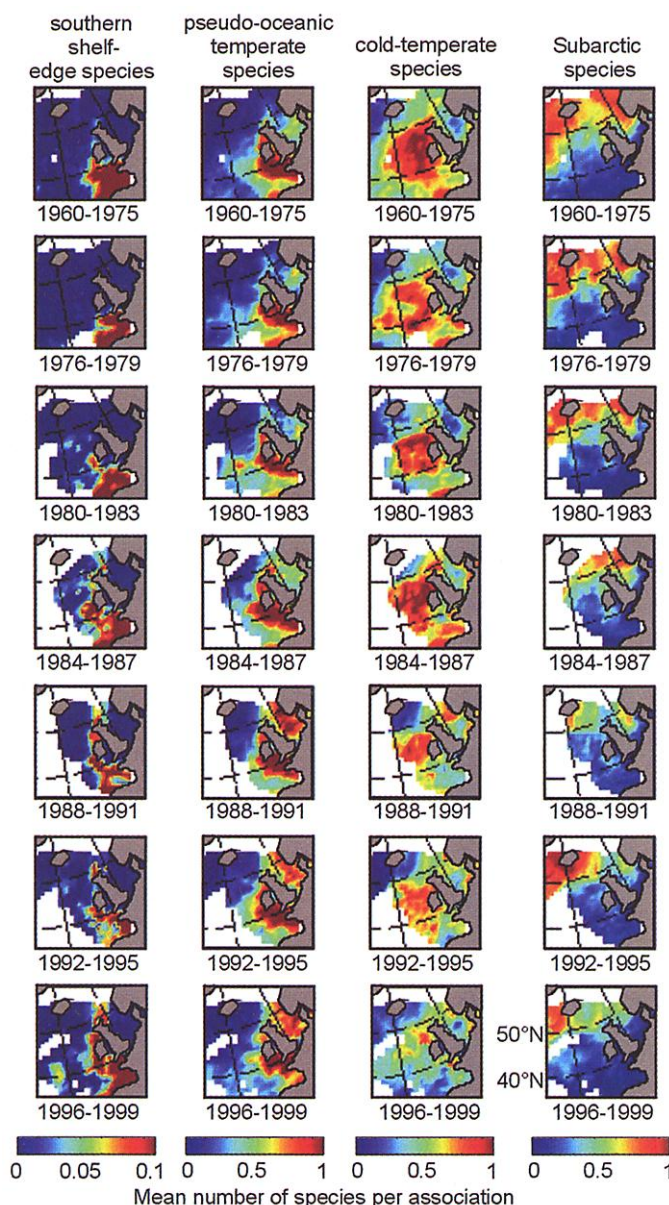 southern
shelf-
edge species
pseudo-oceanic
temperate
species
cold-temperate
species
Subarctic
species
1960-1975
1960-1975
1960-1975
1960-1975
1976-1979
1976-1979
1976-1979
1976-1979
1980-1983
1980-1983
1980-1983
1980-1983
1984-1987
1984-1987
1984-1987
1984-1987
1988-1991
1988-1991
1988-1991
1988-1991
1992-1995
1992-1995
1992-1995
1992-1995
50°N
40°N
1996-1999
1996-1999
1996-1999
1996-1999
0 0.05 0.1
0 0.5 1
0 0.5 1
0 0.5 1
Mean number of species per association